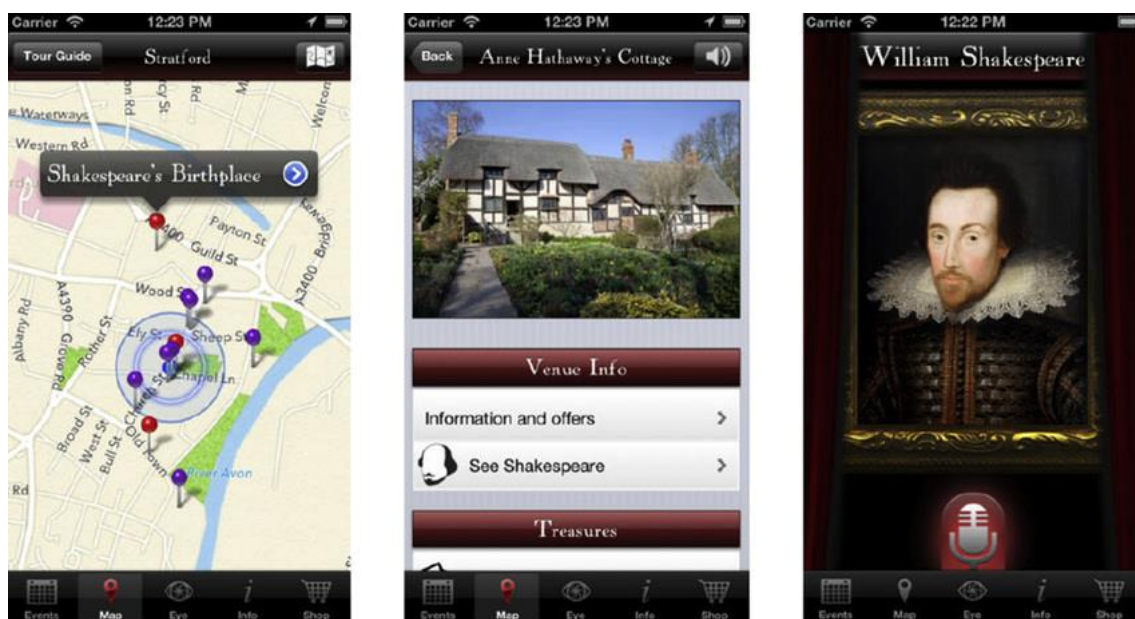 Carrier 12:23 PM
Tour Guide
Stratford
e Waterways
Western Rd
Welcom
Shakespeare's Birthplace
A3400
Payton St
Guild St
A3400 Bridgeway
Wood S
A4390 Grove Rd
Rother St
Albany Rd
Ely St
Sheep St
Chapel Ln
Church St
Broad St
West St
Bull St
Old Town
River Avon
Rd
Events
Map
Eye
Info
Shop
Carrier 12:23 PM
Back
Anne Hathaway's Cottage
Venue Info
Information and offers
See Shakespeare
Treasures
Events
Map
Eye
Info
Shop
Carrier 12:22 PM
William Shakespeare
Events
Map
Eye
Info
Shop